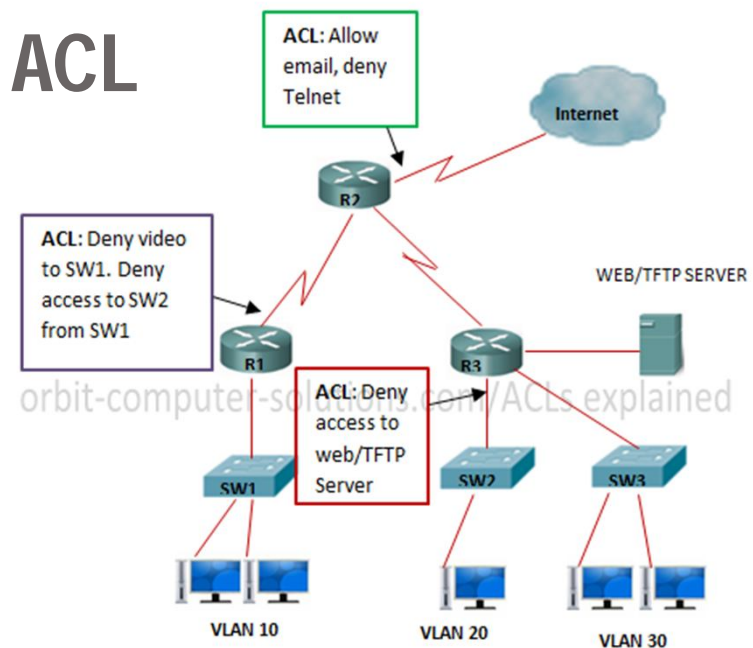 ACL
ACL: Allow
email, deny
Telnet
Internet
R2
ACL: Deny video
to SW1. Deny
access to SW2
from SW1
WEB/TFTP SERVER
R1
R3
orbit-computer-solutions.com/ACLs explained
ACL: Deny
access to
web/TFTP
Server
SW1
SW2
SW3
VLAN 10
VLAN 20
VLAN 30